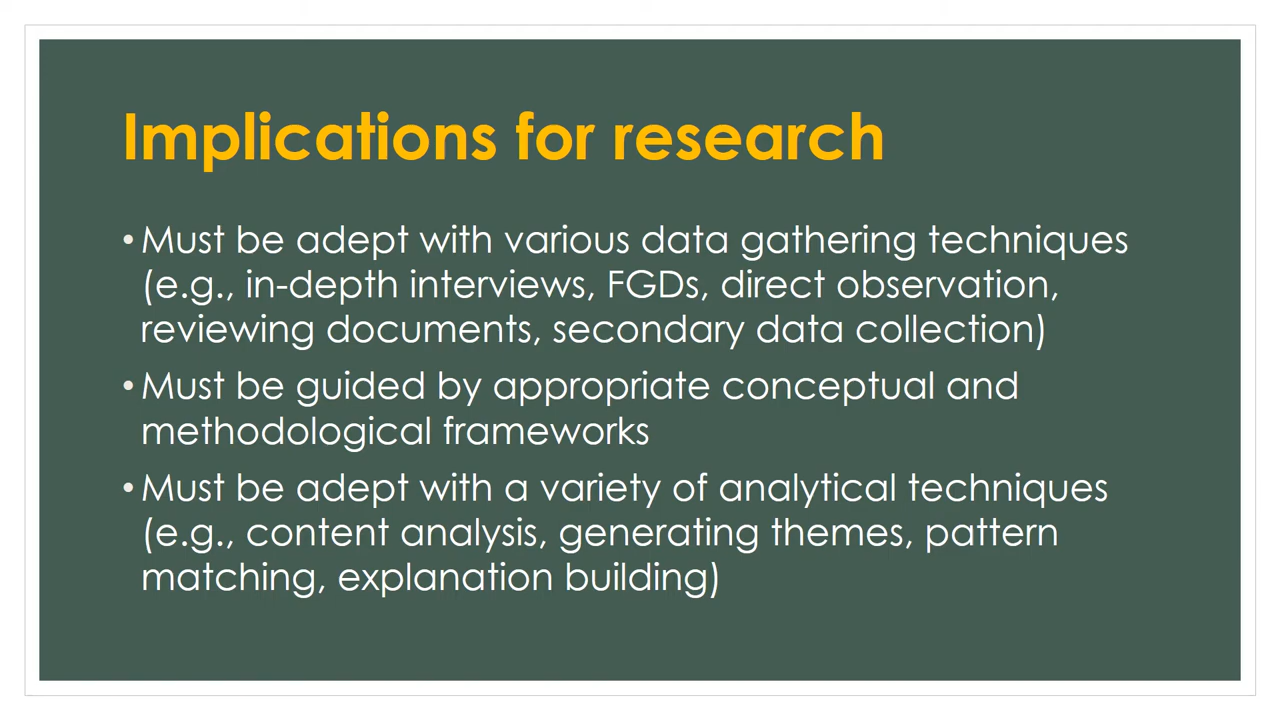 Implications for research
• Must be adept with various data gathering techniques
(e.g., in-depth interviews, FGDs, direct observation,
reviewing documents, secondary data collection)
• Must be guided by appropriate conceptual and
methodological frameworks
• Must be adept with a variety of analytical techniques
(e.g., content analysis, generating themes, pattern
matching, explanation building)